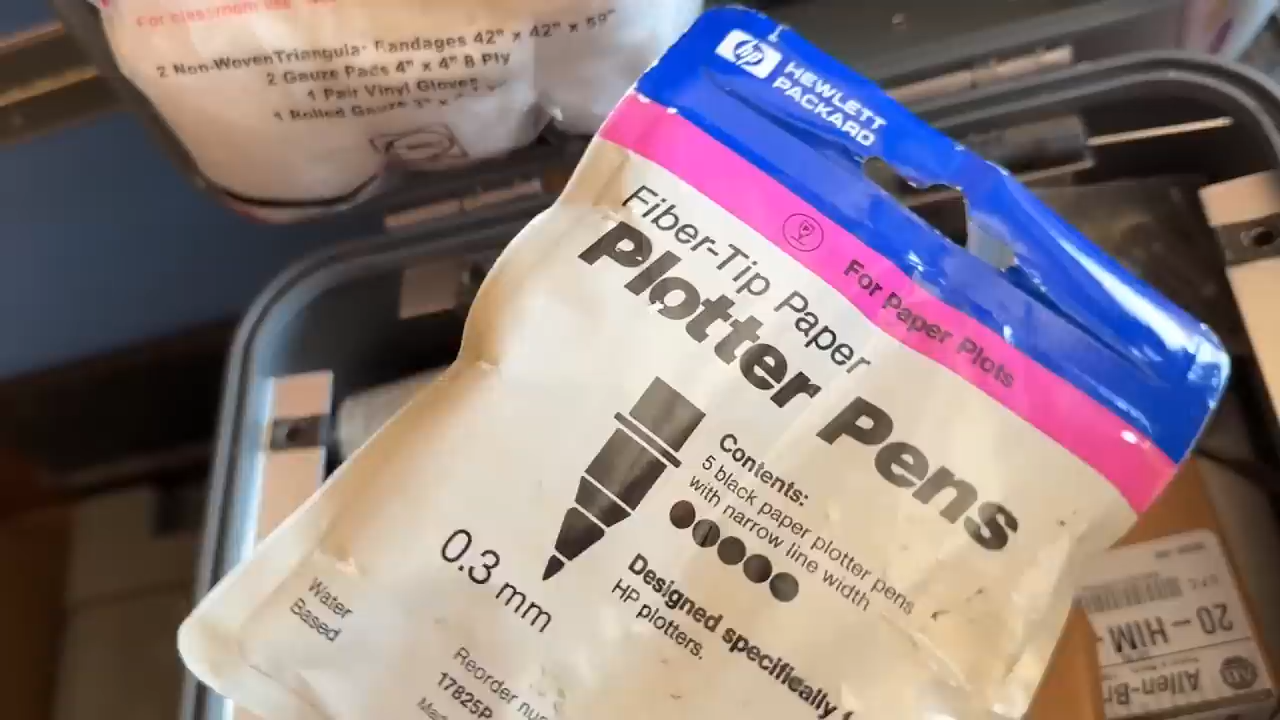 For classroom use
2 Non-Woven Triangular Bandages 42" x 42" x 59"
2 Gauze Pads 4" x 4" 8 Ply
1 Pair Vinyl Gloves
1 Rolled Gauze 3" x
hp HEWLETT
PACKARD
For Paper Plots
Fiber-Tip Paper
Plotter Pens
Contents:
5 black paper plotter pens
with narrow line width
0.3 mm
Designed specifically
HP plotters.
Water
Based
Reorder
17825P
20 – HIM
Allen-Br